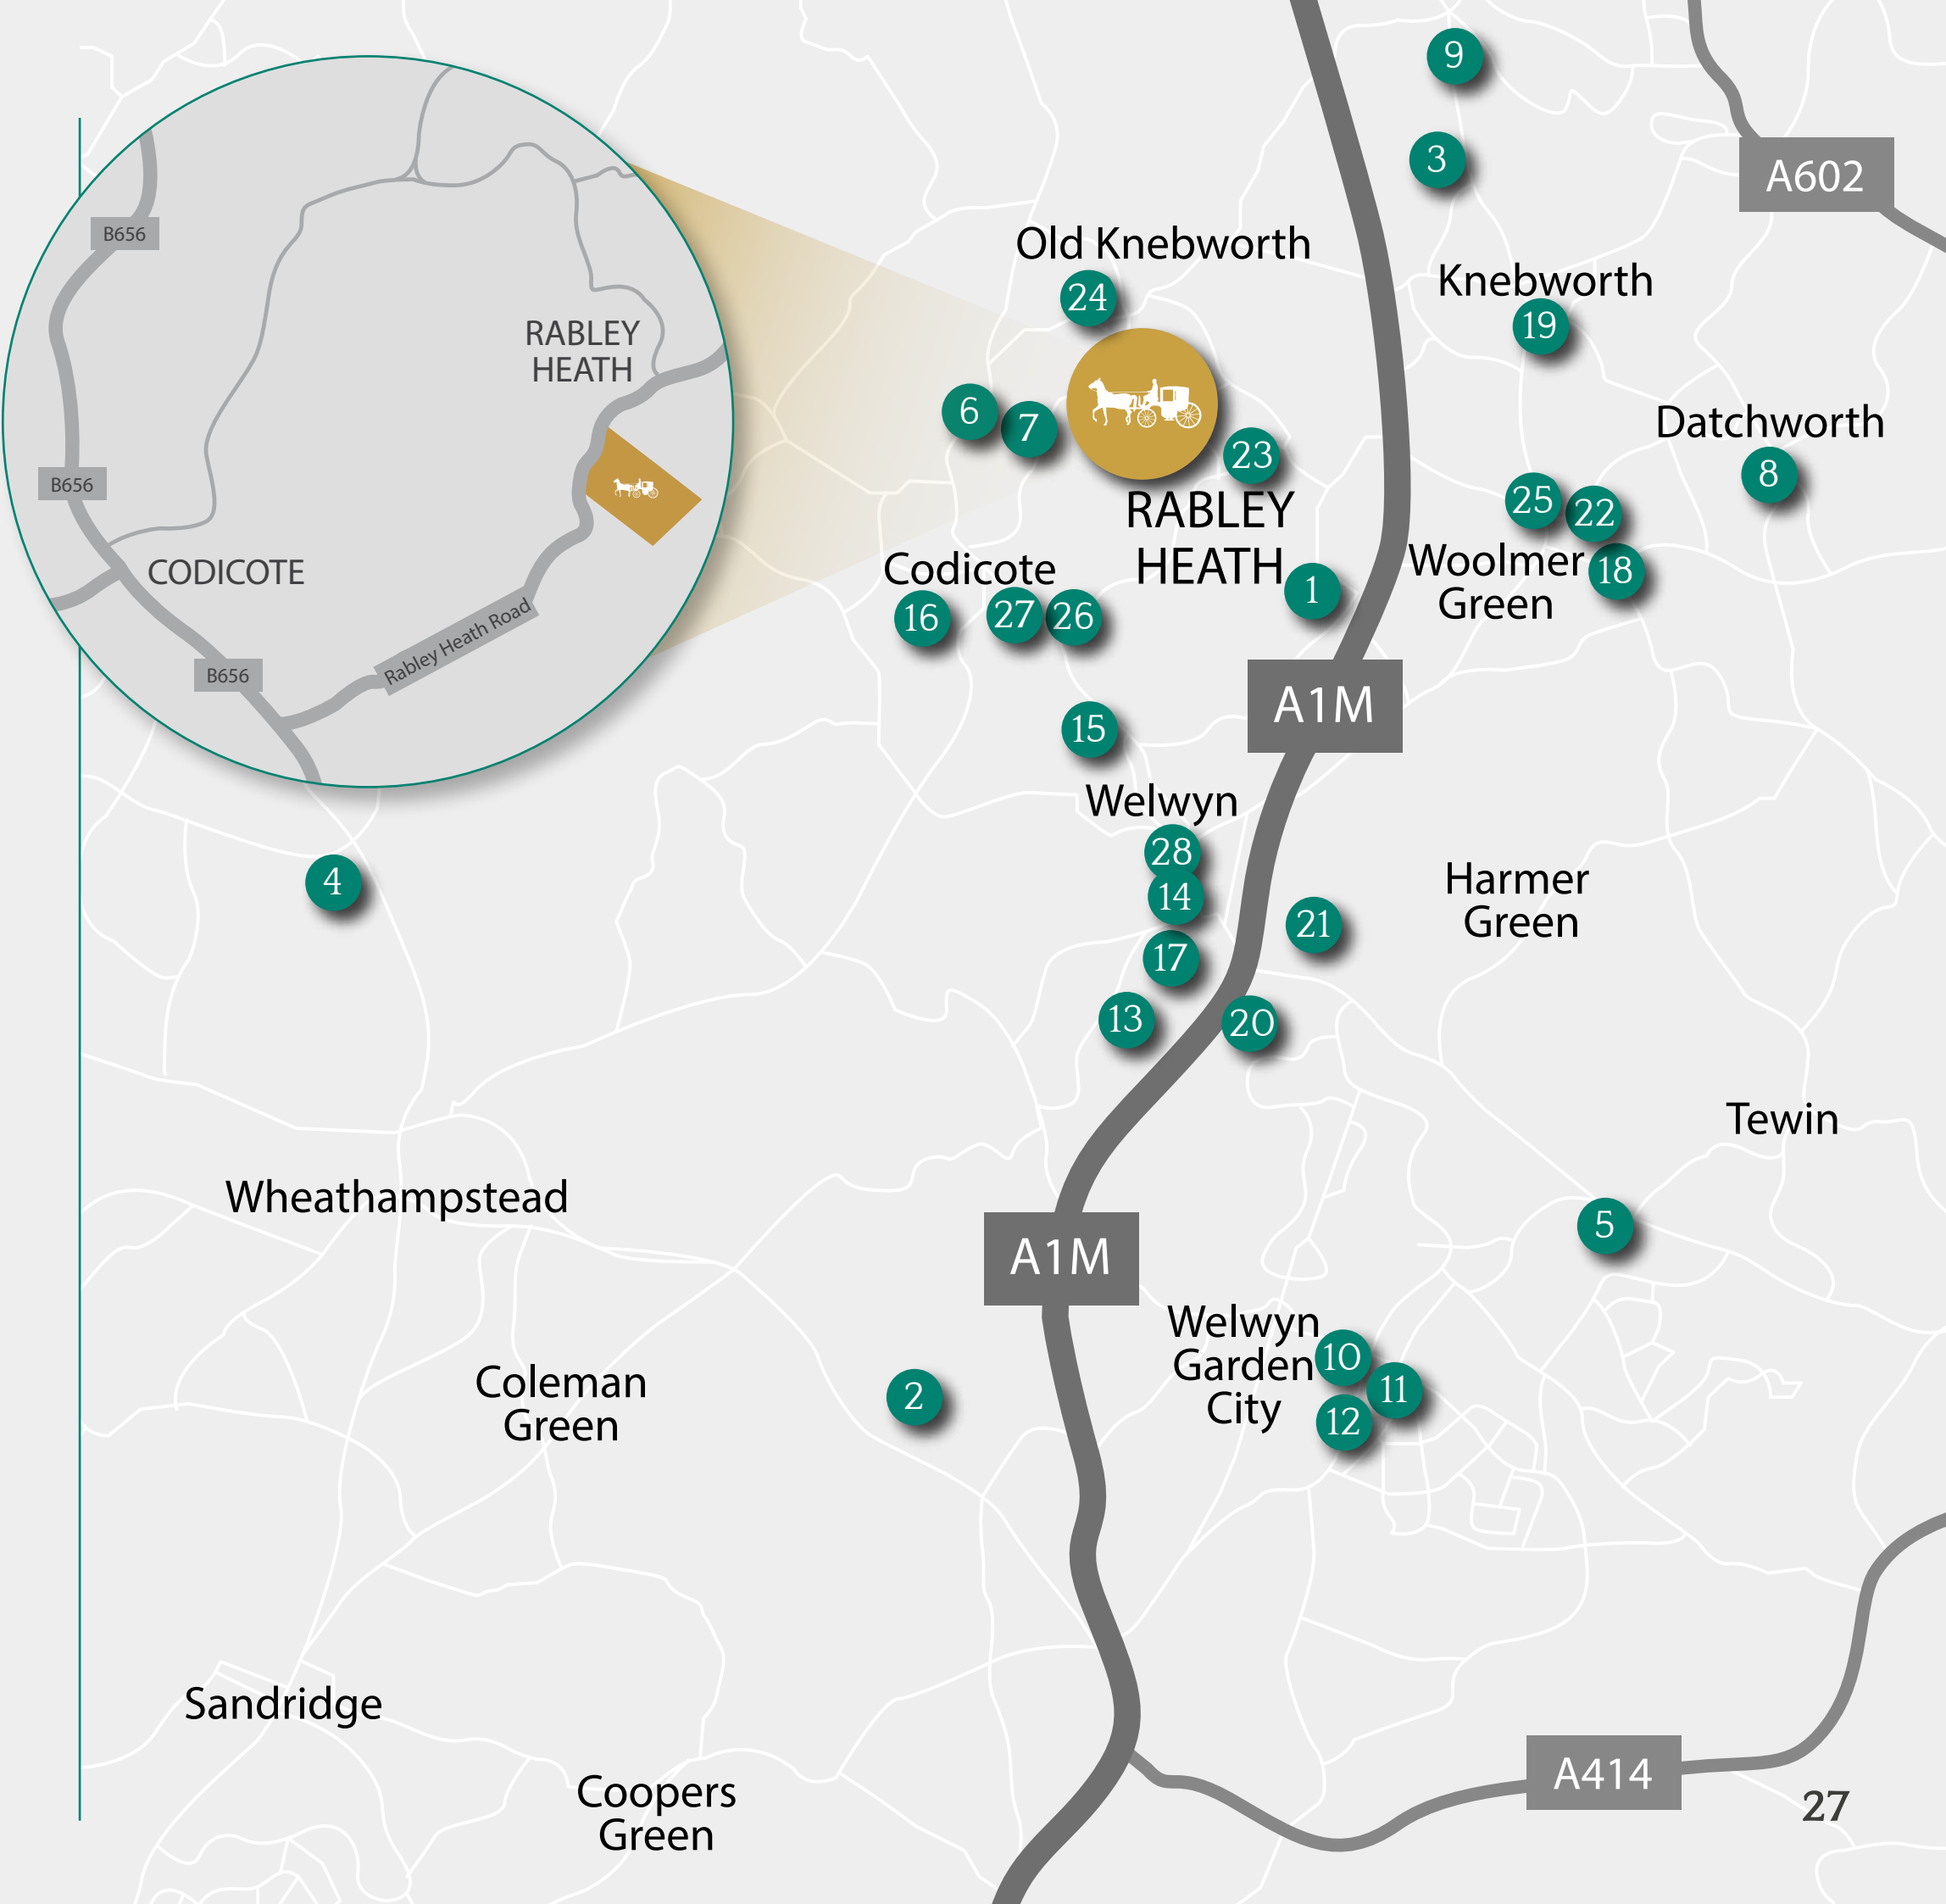 9
3
A602
B656
Old Knebworth
24
Knebworth
19
RABLEY
HEATH
6
7
23
Datchworth
8
B656
25
22
RABLEY
HEATH
CODICOTE
Codicote
16
27
26
1
Woolmer
Green
18
Rabley Heath Road
B656
A1M
15
Welwyn
28
14
4
21
Harmer
Green
17
13
20
Tewin
Wheathampstead
5
A1M
Welwyn
Garden
City
10
11
12
Coleman
Green
2
Sandridge
Coopers
Green
A414
27